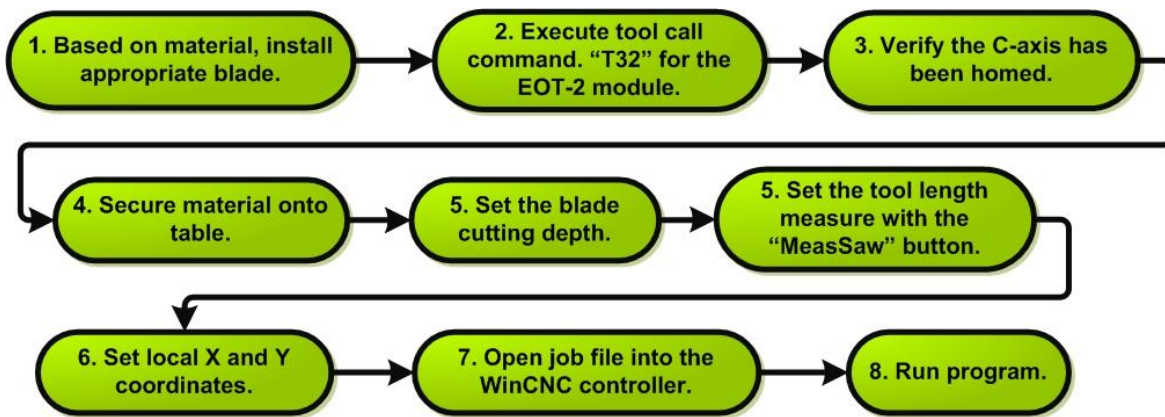 1. Based on material, install
appropriate blade.
2. Execute tool call
command. “T32” for the
EOT-2 module.
3. Verify the C-axis has
been homed.
4. Secure material onto
table.
5. Set the blade
cutting depth.
5. Set the tool length
measure with the
“MeasSaw” button.
6. Set local X and Y
coordinates.
7. Open job file into the
WinCNC controller.
8. Run program.